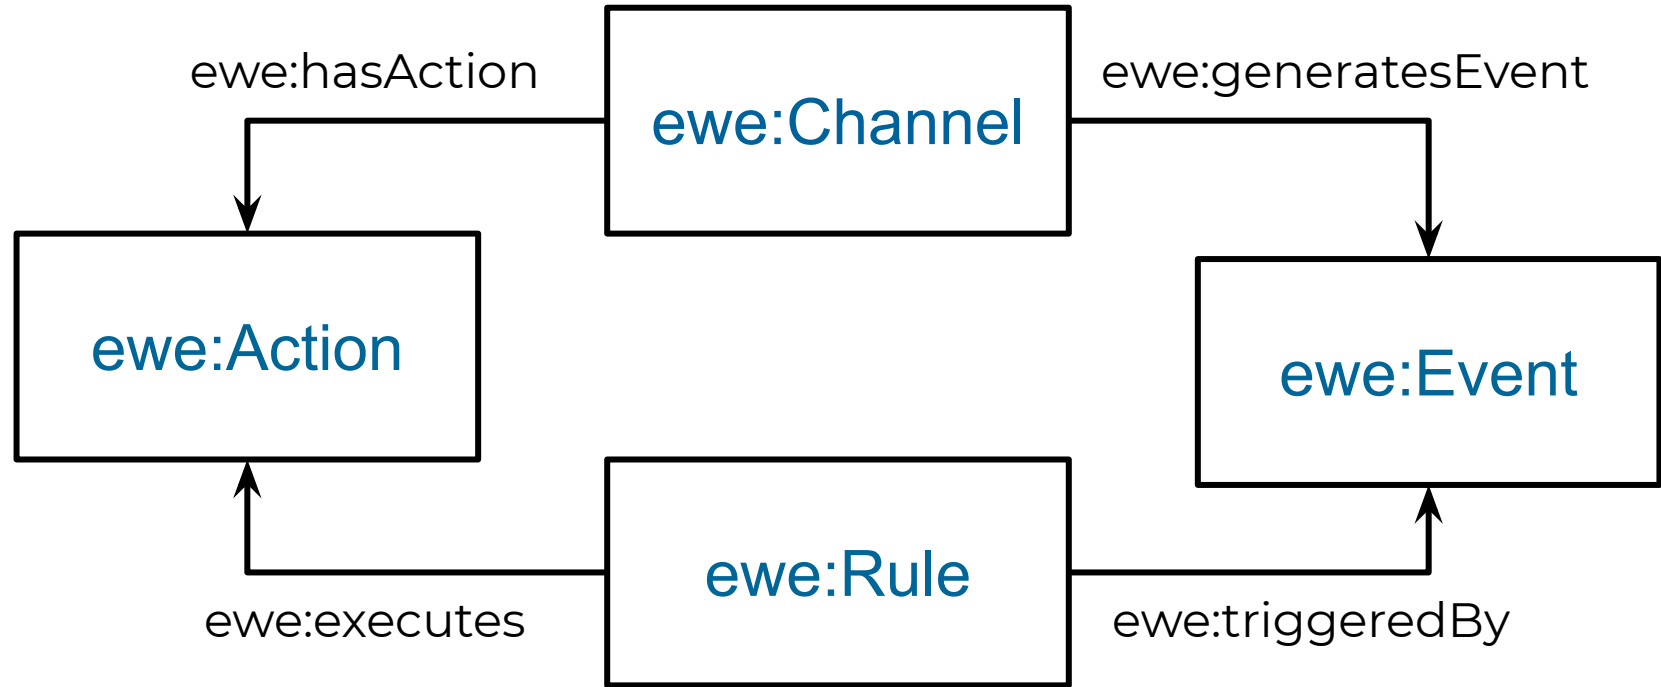 ewe:hasAction
ewe:Channel
ewe:generatesEvent
ewe:Action
ewe:Event
ewe:Rule
ewe:executes
ewe:triggeredBy